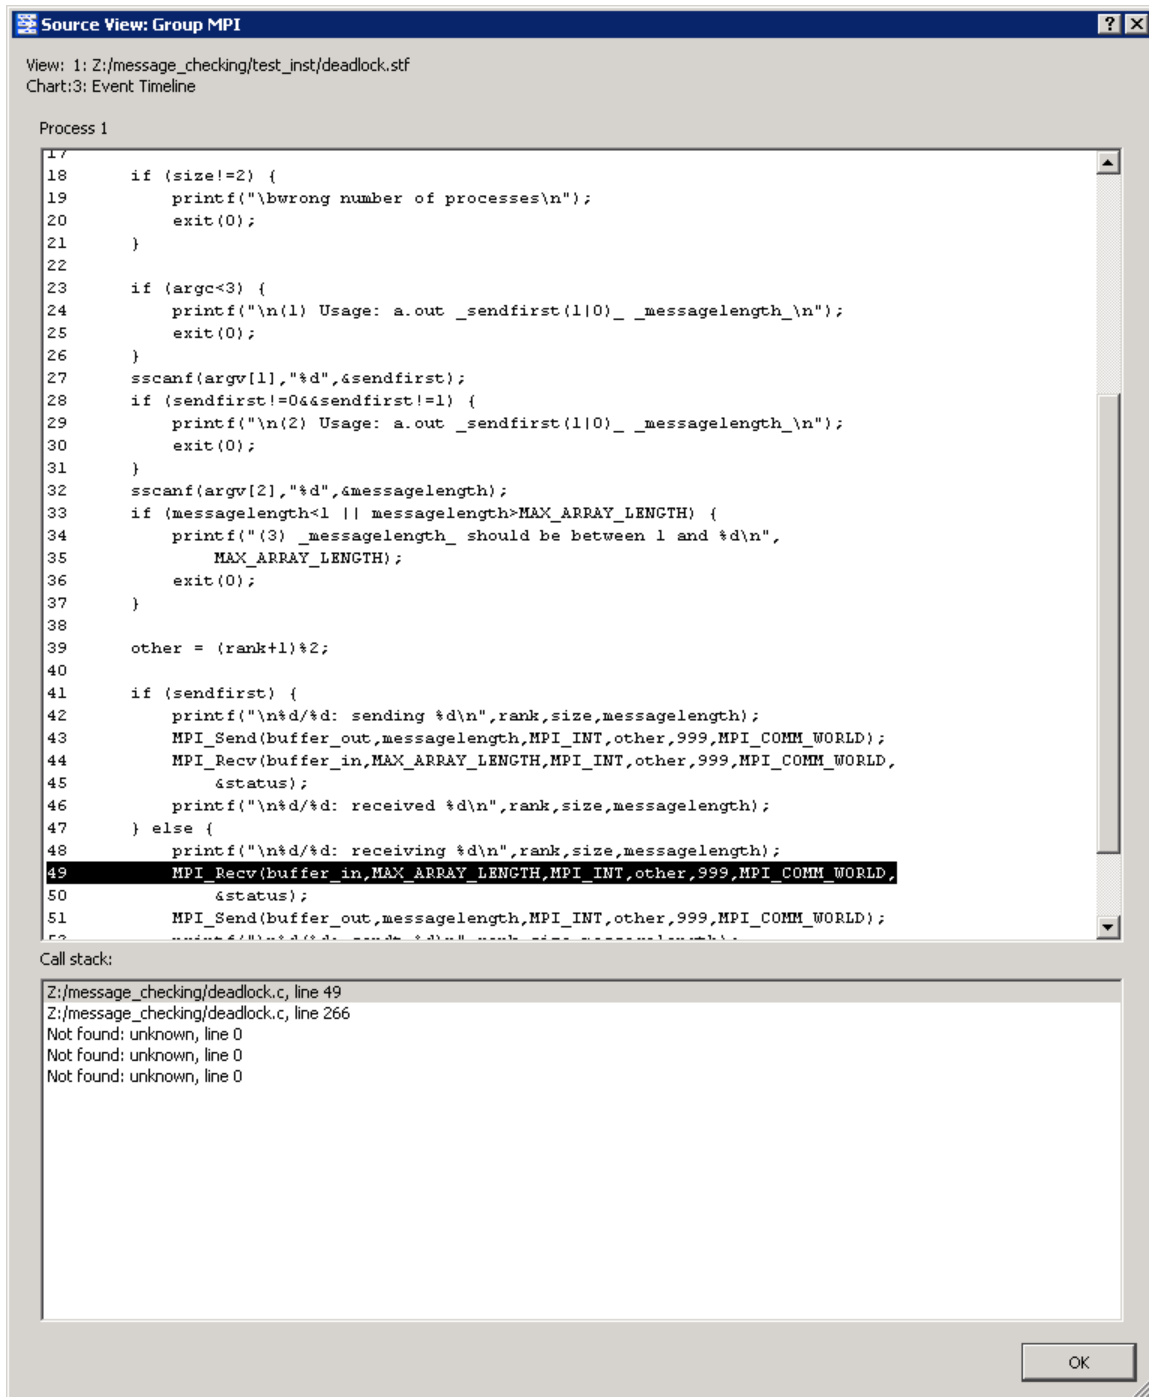 Source View: Group MPI
View: 1: Z:/message_checking/test_inst/deadlock.stf
Chart:3: Event Timeline
Process 1
17
18 if (size!=2) {
19 printf("\bwrong number of processes\n");
20 exit(0);
21 }
22
23 if (argc<3) {
24 printf("\n(1) Usage: a.out _sendfirst(1|0)_ _messagelength_\n");
25 exit(0);
26 }
27 sscanf(argv[1],"%d",&sendfirst);
28 if (sendfirst!=0&&sendfirst!=1) {
29 printf("\n(2) Usage: a.out _sendfirst(1|0)_ _messagelength_\n");
30 exit(0);
31 }
32 sscanf(argv[2],"%d",&messagelength);
33 if (messagelength<1 || messagelength>MAX_ARRAY_LENGTH) {
34 printf("(3) _messagelength_ should be between 1 and %d\n",
35 MAX_ARRAY_LENGTH);
36 exit(0);
37 }
38
39 other = (rank+1)%2;
40
41 if (sendfirst) {
42 printf("\n%d/%d: sending %d\n",rank,size,messagelength);
43 MPI_Send(buffer_out,messagelength,MPI_INT,other,999,MPI_COMM_WORLD);
44 MPI_Recv(buffer_in,MAX_ARRAY_LENGTH,MPI_INT,other,999,MPI_COMM_WORLD,
45 &status);
46 printf("\n%d/%d: received %d\n",rank,size,messagelength);
47 } else {
48 printf("\n%d/%d: receiving %d\n",rank,size,messagelength);
49 MPI_Recv(buffer_in,MAX_ARRAY_LENGTH,MPI_INT,other,999,MPI_COMM_WORLD,
50 &status);
51 MPI_Send(buffer_out,messagelength,MPI_INT,other,999,MPI_COMM_WORLD);
Call stack:
Z:/message_checking/deadlock.c, line 49
Z:/message_checking/deadlock.c, line 266
Not found: unknown, line 0
Not found: unknown, line 0
Not found: unknown, line 0
OK